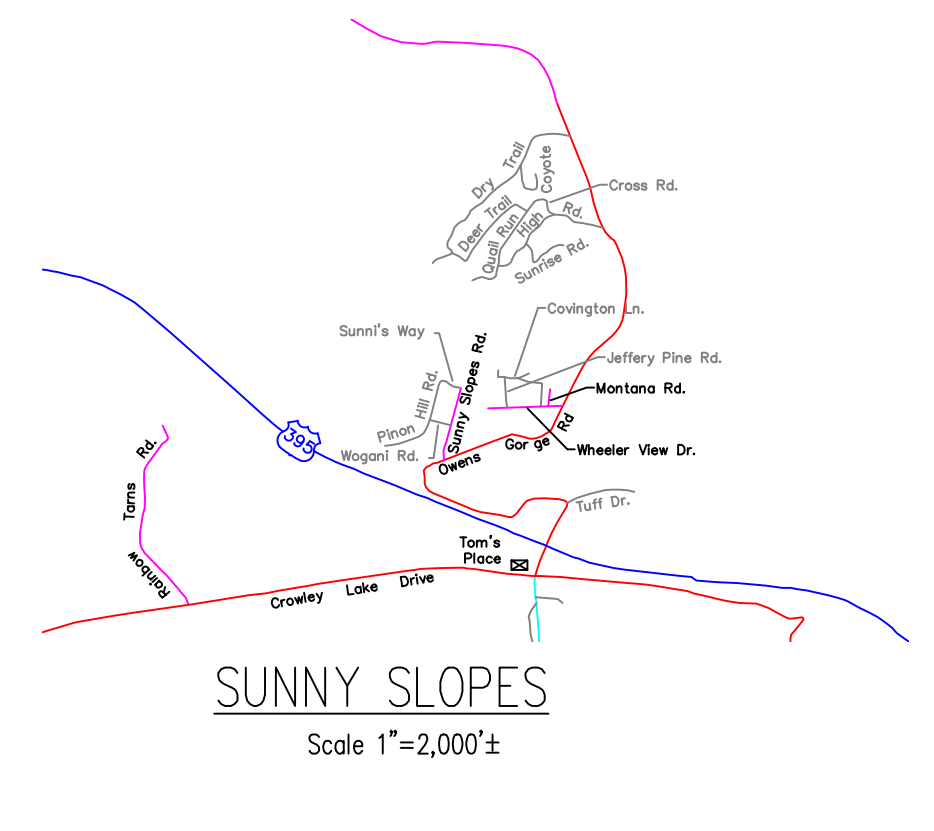 Dry Trail
Coyote
Cross Rd.
Deer Trail
Quail Run
High Rd.
Sunrise Rd.
Covington Ln.
Sunni's Way
Sunny Slopes Rd.
Jeffery Pine Rd.
Hill Rd.
Montana Rd.
Pinon
Wogani Rd.
Owens Gorge Rd
Wheeler View Dr.
395
Rainbow Tarns Rd.
Tuff Dr.
Tom's
Place
Crowley Lake Drive
SUNNY SLOPES
Scale 1"=2,000'±